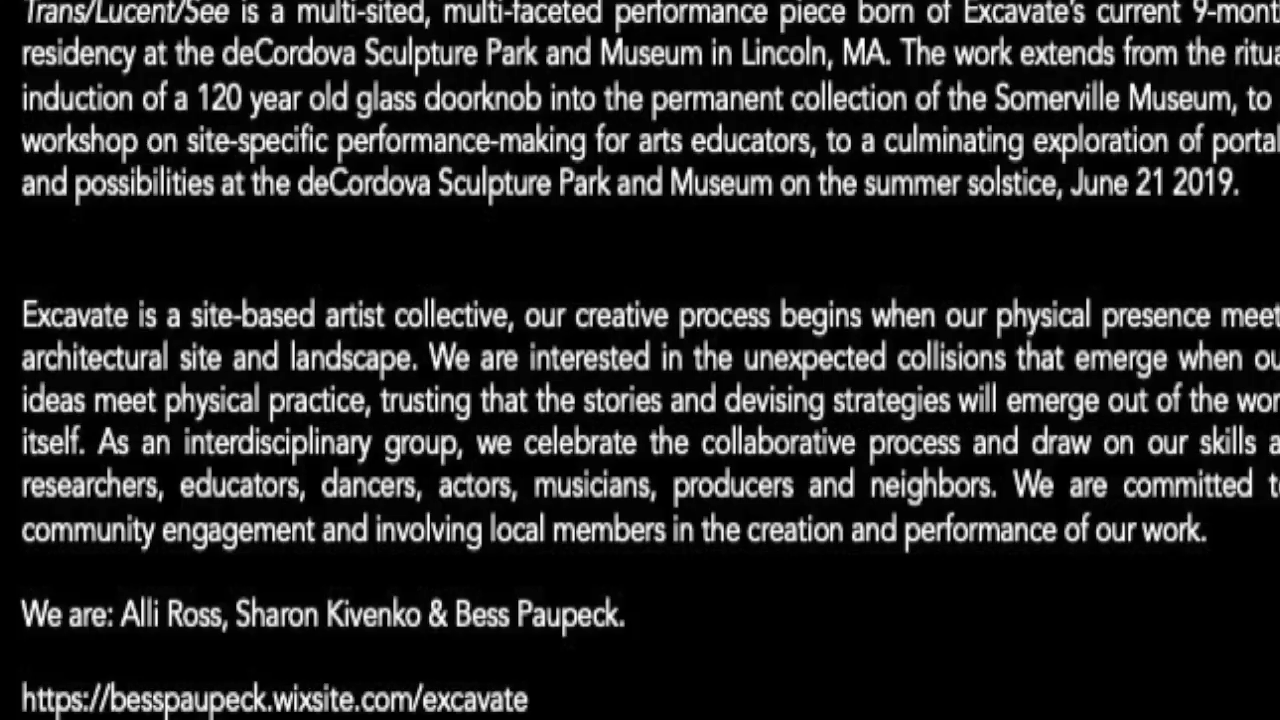 Trans/Lucent/See is a multi-sited, multi-faceted performance piece born of Excavate's current 9-mont
residency at the deCordova Sculpture Park and Museum in Lincoln, MA. The work extends from the ritua
induction of a 120 year old glass doorknob into the permanent collection of the Somerville Museum, to
workshop on site-specific performance-making for arts educators, to a culminating exploration of porta
and possibilities at the deCordova Sculpture Park and Museum on the summer solstice, June 21 2019.
Excavate is a site-based artist collective, our creative process begins when our physical presence meet
architectural site and landscape. We are interested in the unexpected collisions that emerge when ou
ideas meet physical practice, trusting that the stories and devising strategies will emerge out of the wor
itself. As an interdisciplinary group, we celebrate the collaborative process and draw on our skills a
researchers, educators, dancers, actors, musicians, producers and neighbors. We are committed t
community engagement and involving local members in the creation and performance of our work.
We are: Alli Ross, Sharon Kivenko & Bess Paupeck.
https://besspaupeck.wixsite.com/excavate